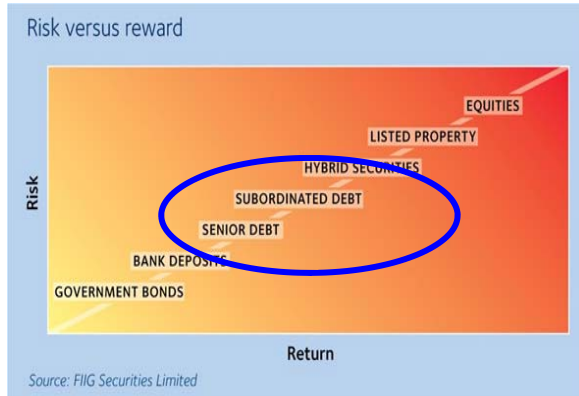 Risk versus reward
EQUITIES
LISTED PROPERTY
HYBRID SECURITIES
SUBORDINATED DEBT
SENIOR DEBT
BANK DEPOSITS
GOVERNMENT BONDS
Risk
Return
Source: FIIG Securities Limited